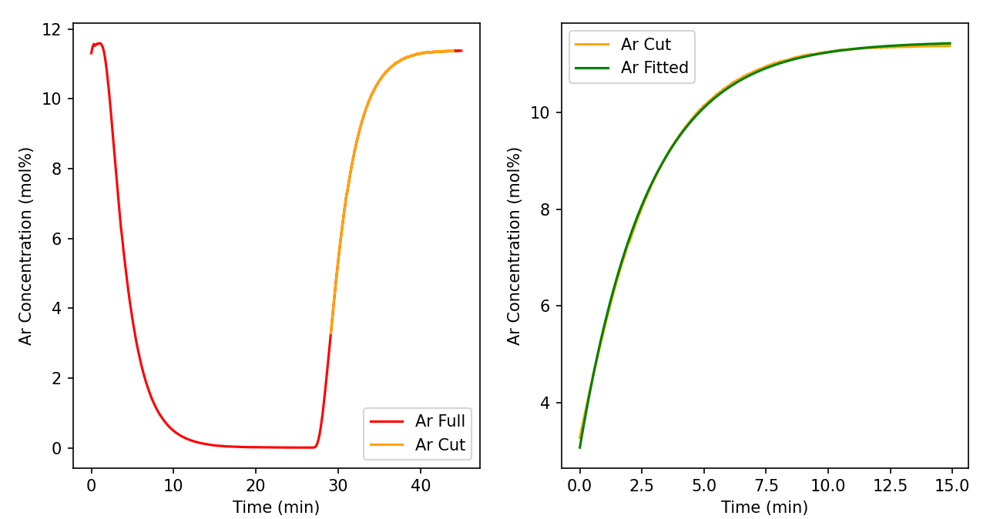 12
10
8
6
4
2
0
Ar Concentration (mol%)
0 10 20 30 40
Time (min)
Ar Full
Ar Cut
Ar Cut
Ar Fitted
10
8
6
4
Ar Concentration (mol%)
0.0 2.5 5.0 7.5 10.0 12.5 15.0
Time (min)